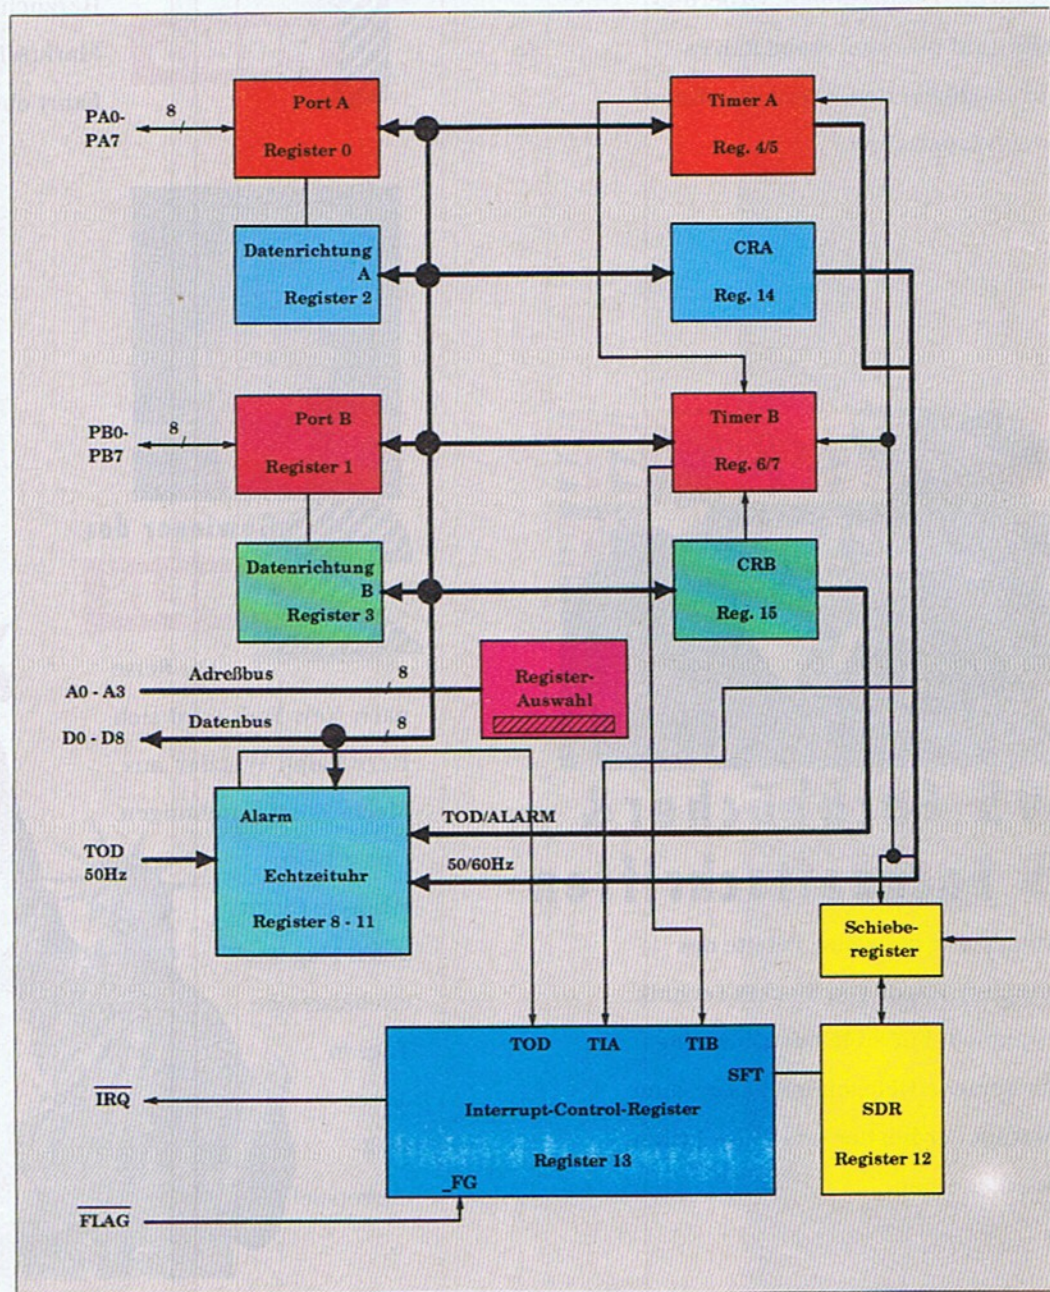 Port A
Register 0
PA0-
PA7
8
Timer A
Reg. 4/5
Datenrichtung
A
Register 2
CRA
Reg. 14
Port B
Register 1
PB0-
PB7
8
Timer B
Reg. 6/7
Datenrichtung
B
Register 3
CRB
Reg. 15
A0 - A3
Adreßbus
8
Register-
Auswahl
D0 - D8
Datenbus
8
Alarm
Echtzeituhr
Register 8 - 11
TOD
50Hz
TOD/ALARM
50/60Hz
Schiebe-
register
TOD
TIA
TIB
SFT
Interrupt-Control-Register
Register 13
_FG
SDR
Register 12
IRQ
FLAG